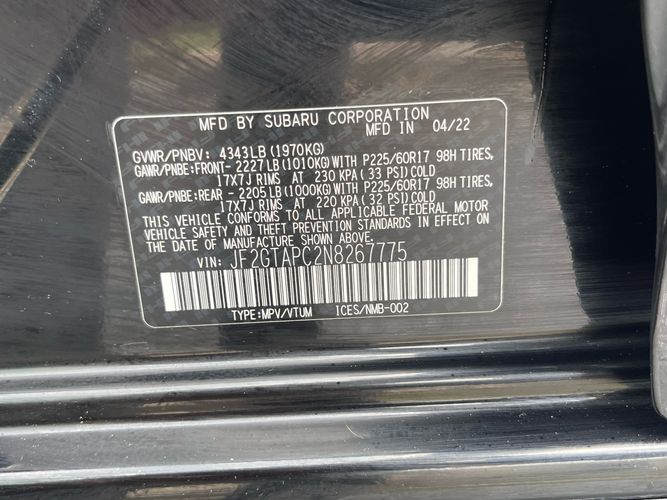 MFD BY SUBARU CORPORATION
MFD IN 04/22
GVWR/PNBV: 4343LB(1970KG)
GAWR/PNBE:FRONT-2227LB(1010KG)WITH P225/60R17 98H TIRES,
17X7J RIMS AT 230 KPA(33 PSI)COLD
GAWR/PNBE:REAR -2205LB(1000KG)WITH P225/60R17 98H TIRES,
17X7J RIMS AT 220 KPA(32 PSI)COLD
THIS VEHICLE CONFORMS TO ALL APPLICABLE FEDERAL MOTOR
VEHICLE SAFETY AND THEFT PREVENTION STANDARDS IN EFFECT ON
THE DATE OF MANUFACTURE SHOWN ABOVE.
VIN: JF2GTAPC2N8267775
TYPE:MPV/VTUM ICES/NMB-002